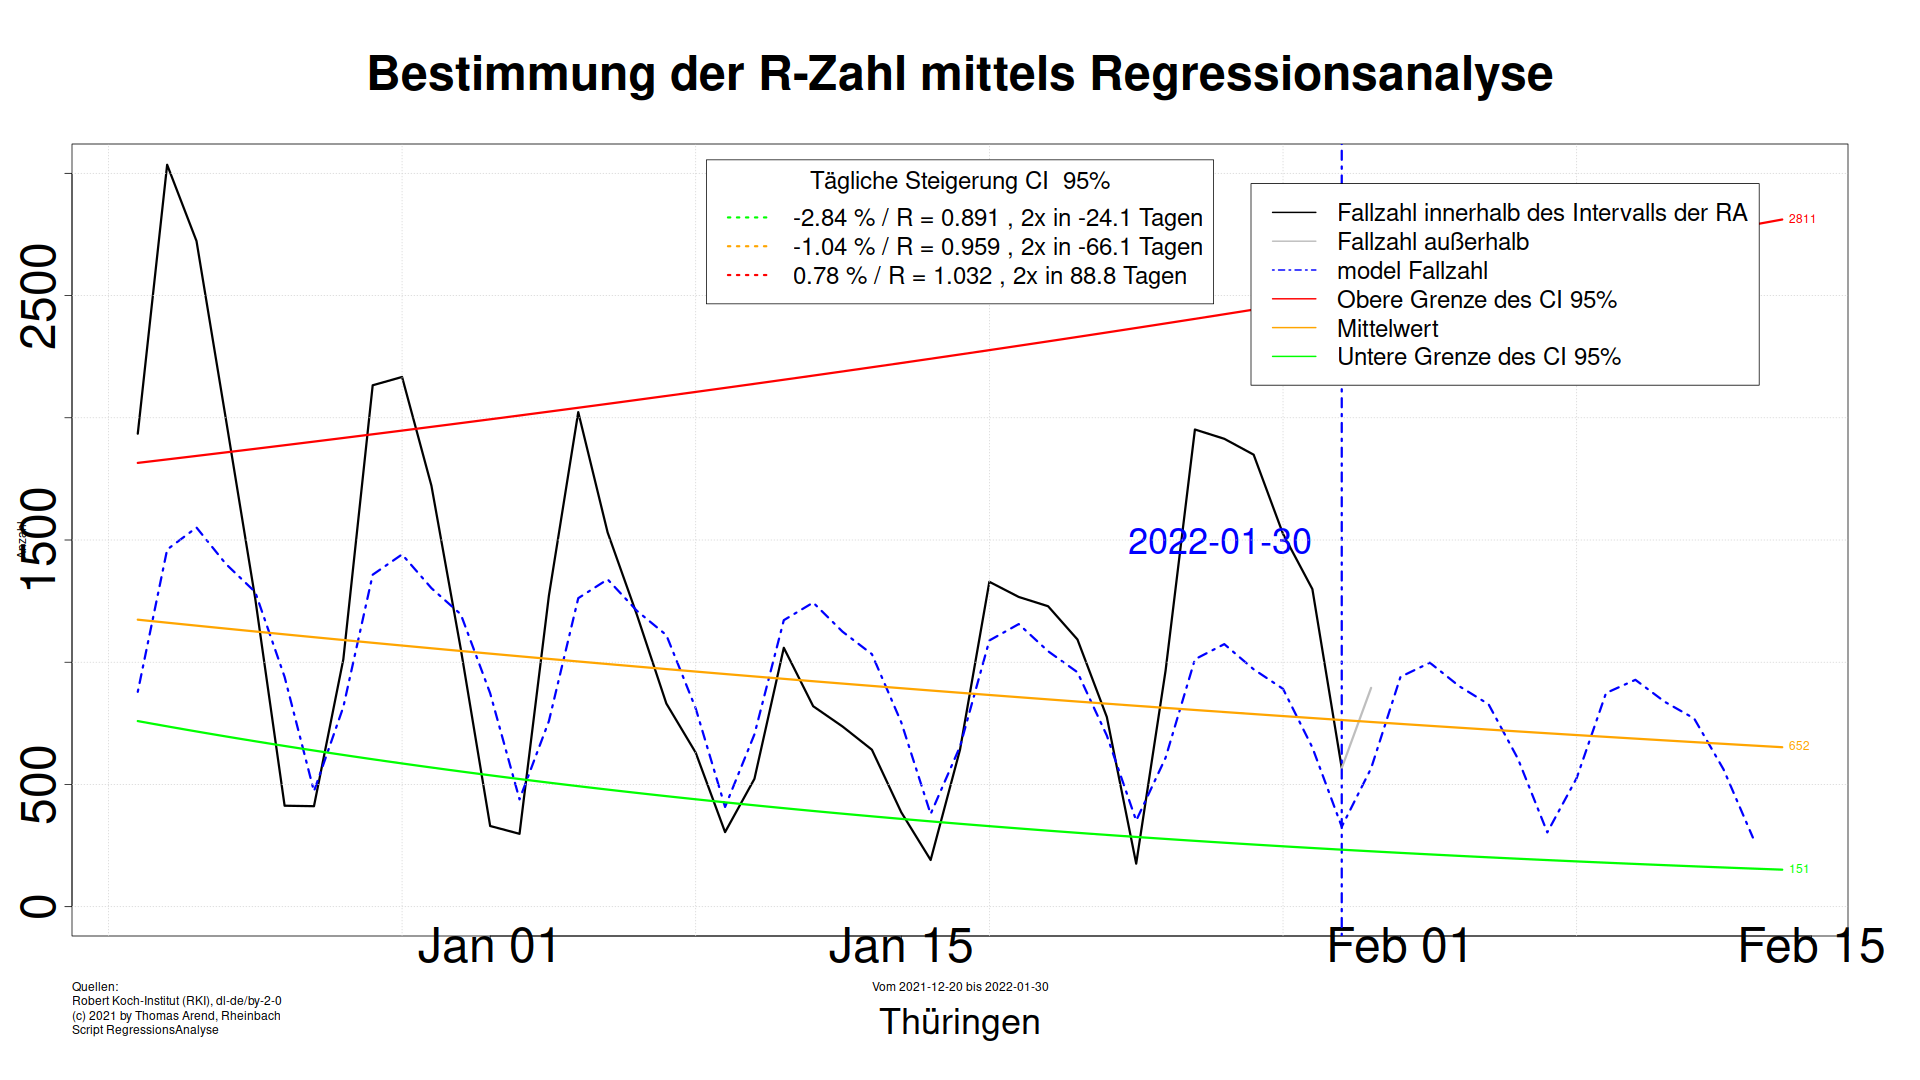 Bestimmung der R-Zahl mittels Regressionsanalyse
Tägliche Steigerung CI  95%
-2.84 % / R = 0.891 , 2x in -24.1 Tagen
-1.04 % / R = 0.959 , 2x in -66.1 Tagen
0.78 % / R = 1.032 , 2x in 88.8 Tagen
Fallzahl innerhalb des Intervalls der RA
Fallzahl außerhalb
model Fallzahl
Obere Grenze des CI 95%
Mittelwert
Untere Grenze des CI 95%
2811
2500
1500
500
0
Anzahl
2022-01-30
652
151
Jan 01
Jan 15
Feb 01
Feb 15
Quellen:
Robert Koch-Institut (RKI), dl-de/by-2-0
(c) 2021 by Thomas Arend, Rheinbach
Script RegressionsAnalyse
Vom 2021-12-20 bis 2022-01-30
Thüringen